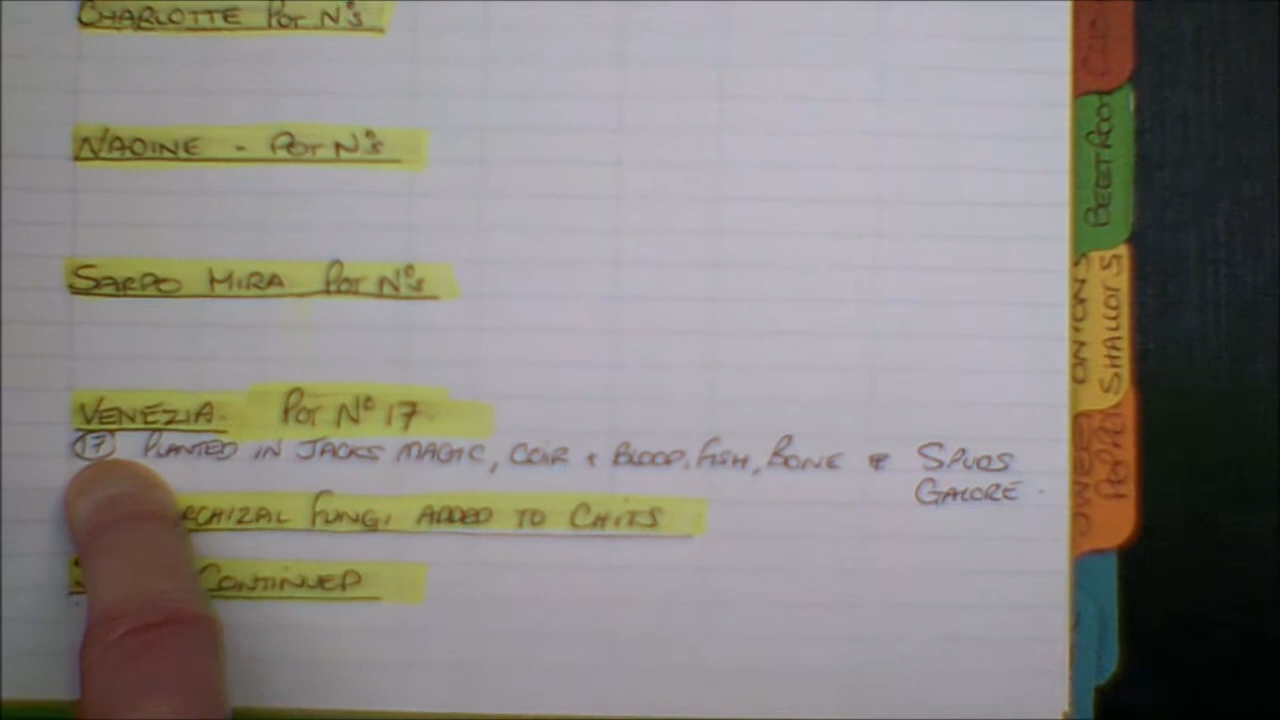 CHARLOTTE POT Nºs
NADINE - POT Nºs
SARPO MIRA POT Nºs
VENEZIA - POT Nº 17
17 PLANTED IN JACKS MAGIC, COIR & BLOOD, FISH, BONE & SPUDS
GALORE.
FUNGI ADDED TO CHITS
CONTINUED
BEETROOT
ONIONS
SHALLOTS